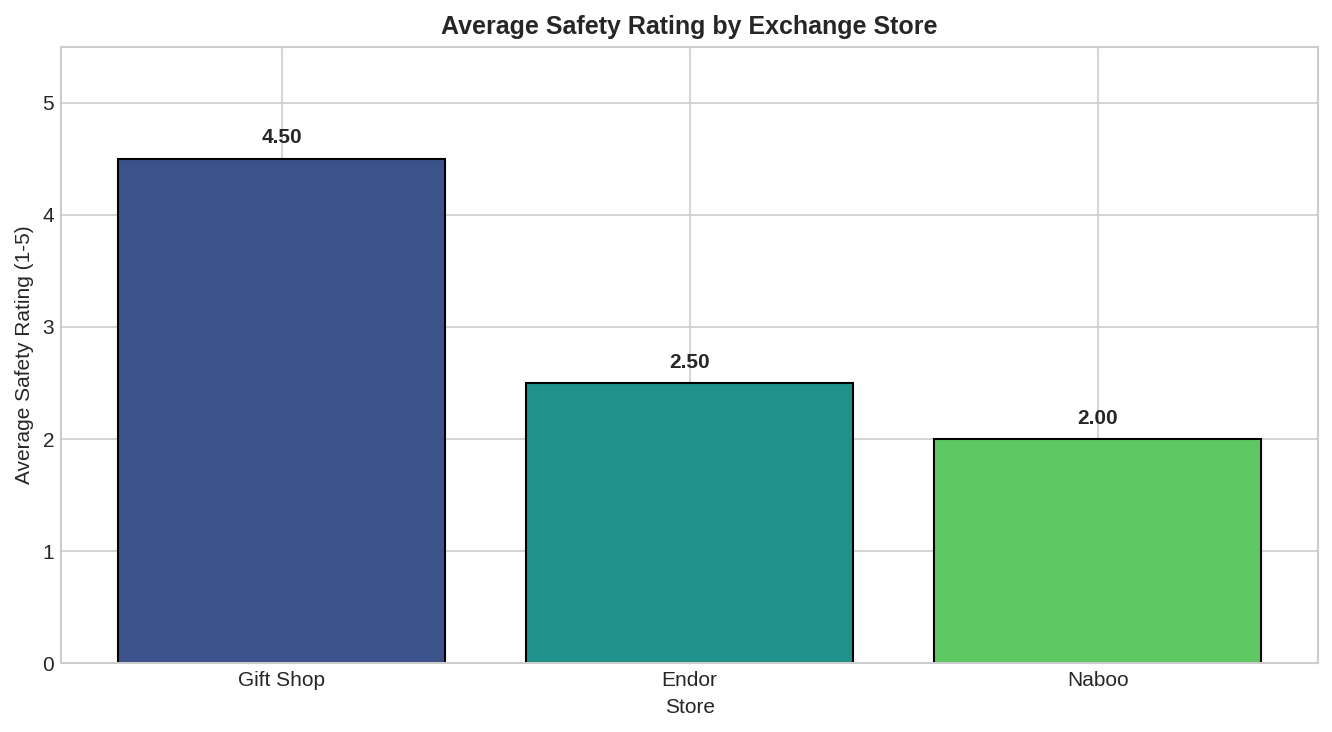 Average Safety Rating by Exchange Store
Average Safety Rating (1-5)
5
4
3
2
1
0
4.50
2.50
2.00
Gift Shop
Endor
Naboo
Store